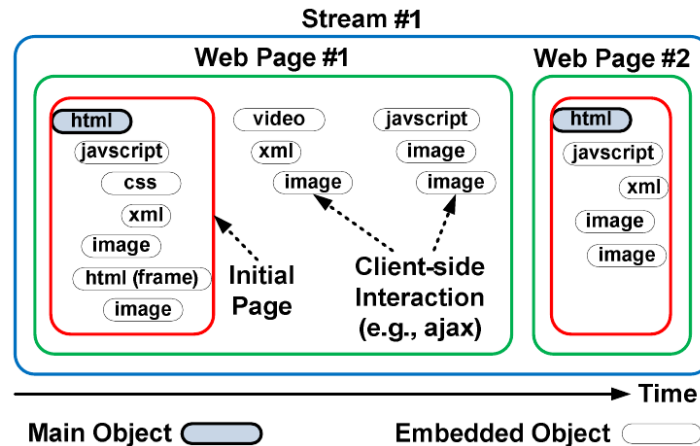 Stream #1
Web Page #1
Web Page #2
html
javscript
css
xml
image
html (frame)
image
video
xml
image
javscript
image
image
html
javscript
xml
image
image
Initial
Page
Client-side
Interaction
(e.g., ajax)
Time
Main Object
Embedded Object